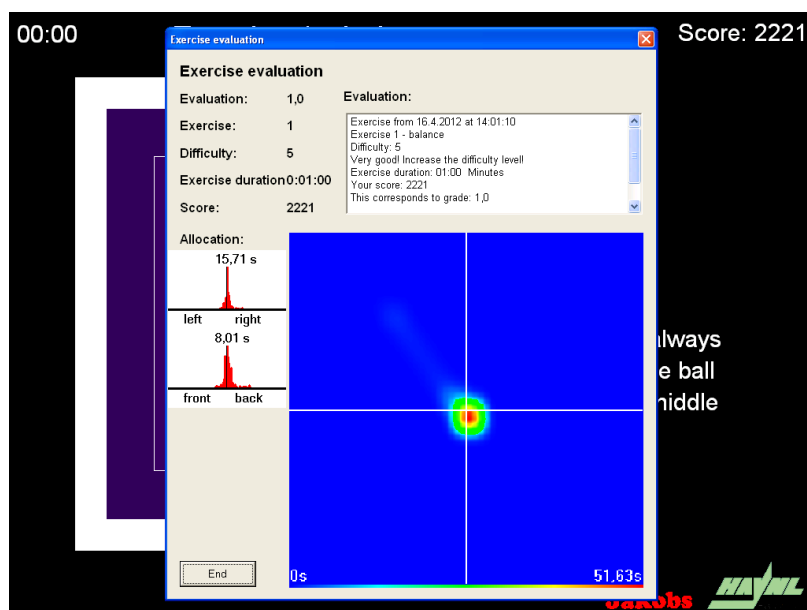 00:00
Score: 2221
Exercise evaluation
Exercise evaluation
Evaluation: 1,0
Exercise: 1
Difficulty: 5
Exercise duration 0:01:00
Score: 2221
Evaluation:
Exercise from 16.4.2012 at 14:01:10
Exercise 1 - balance
Difficulty: 5
Very good! Increase the difficulty level!
Exercise duration: 01:00 Minutes
Your score: 2221
This corresponds to grade: 1,0
Allocation:
15,71 s
left right
8,01 s
front back
always
e ball
middle
End
0s 51,63s
Jakobs
HAYNL